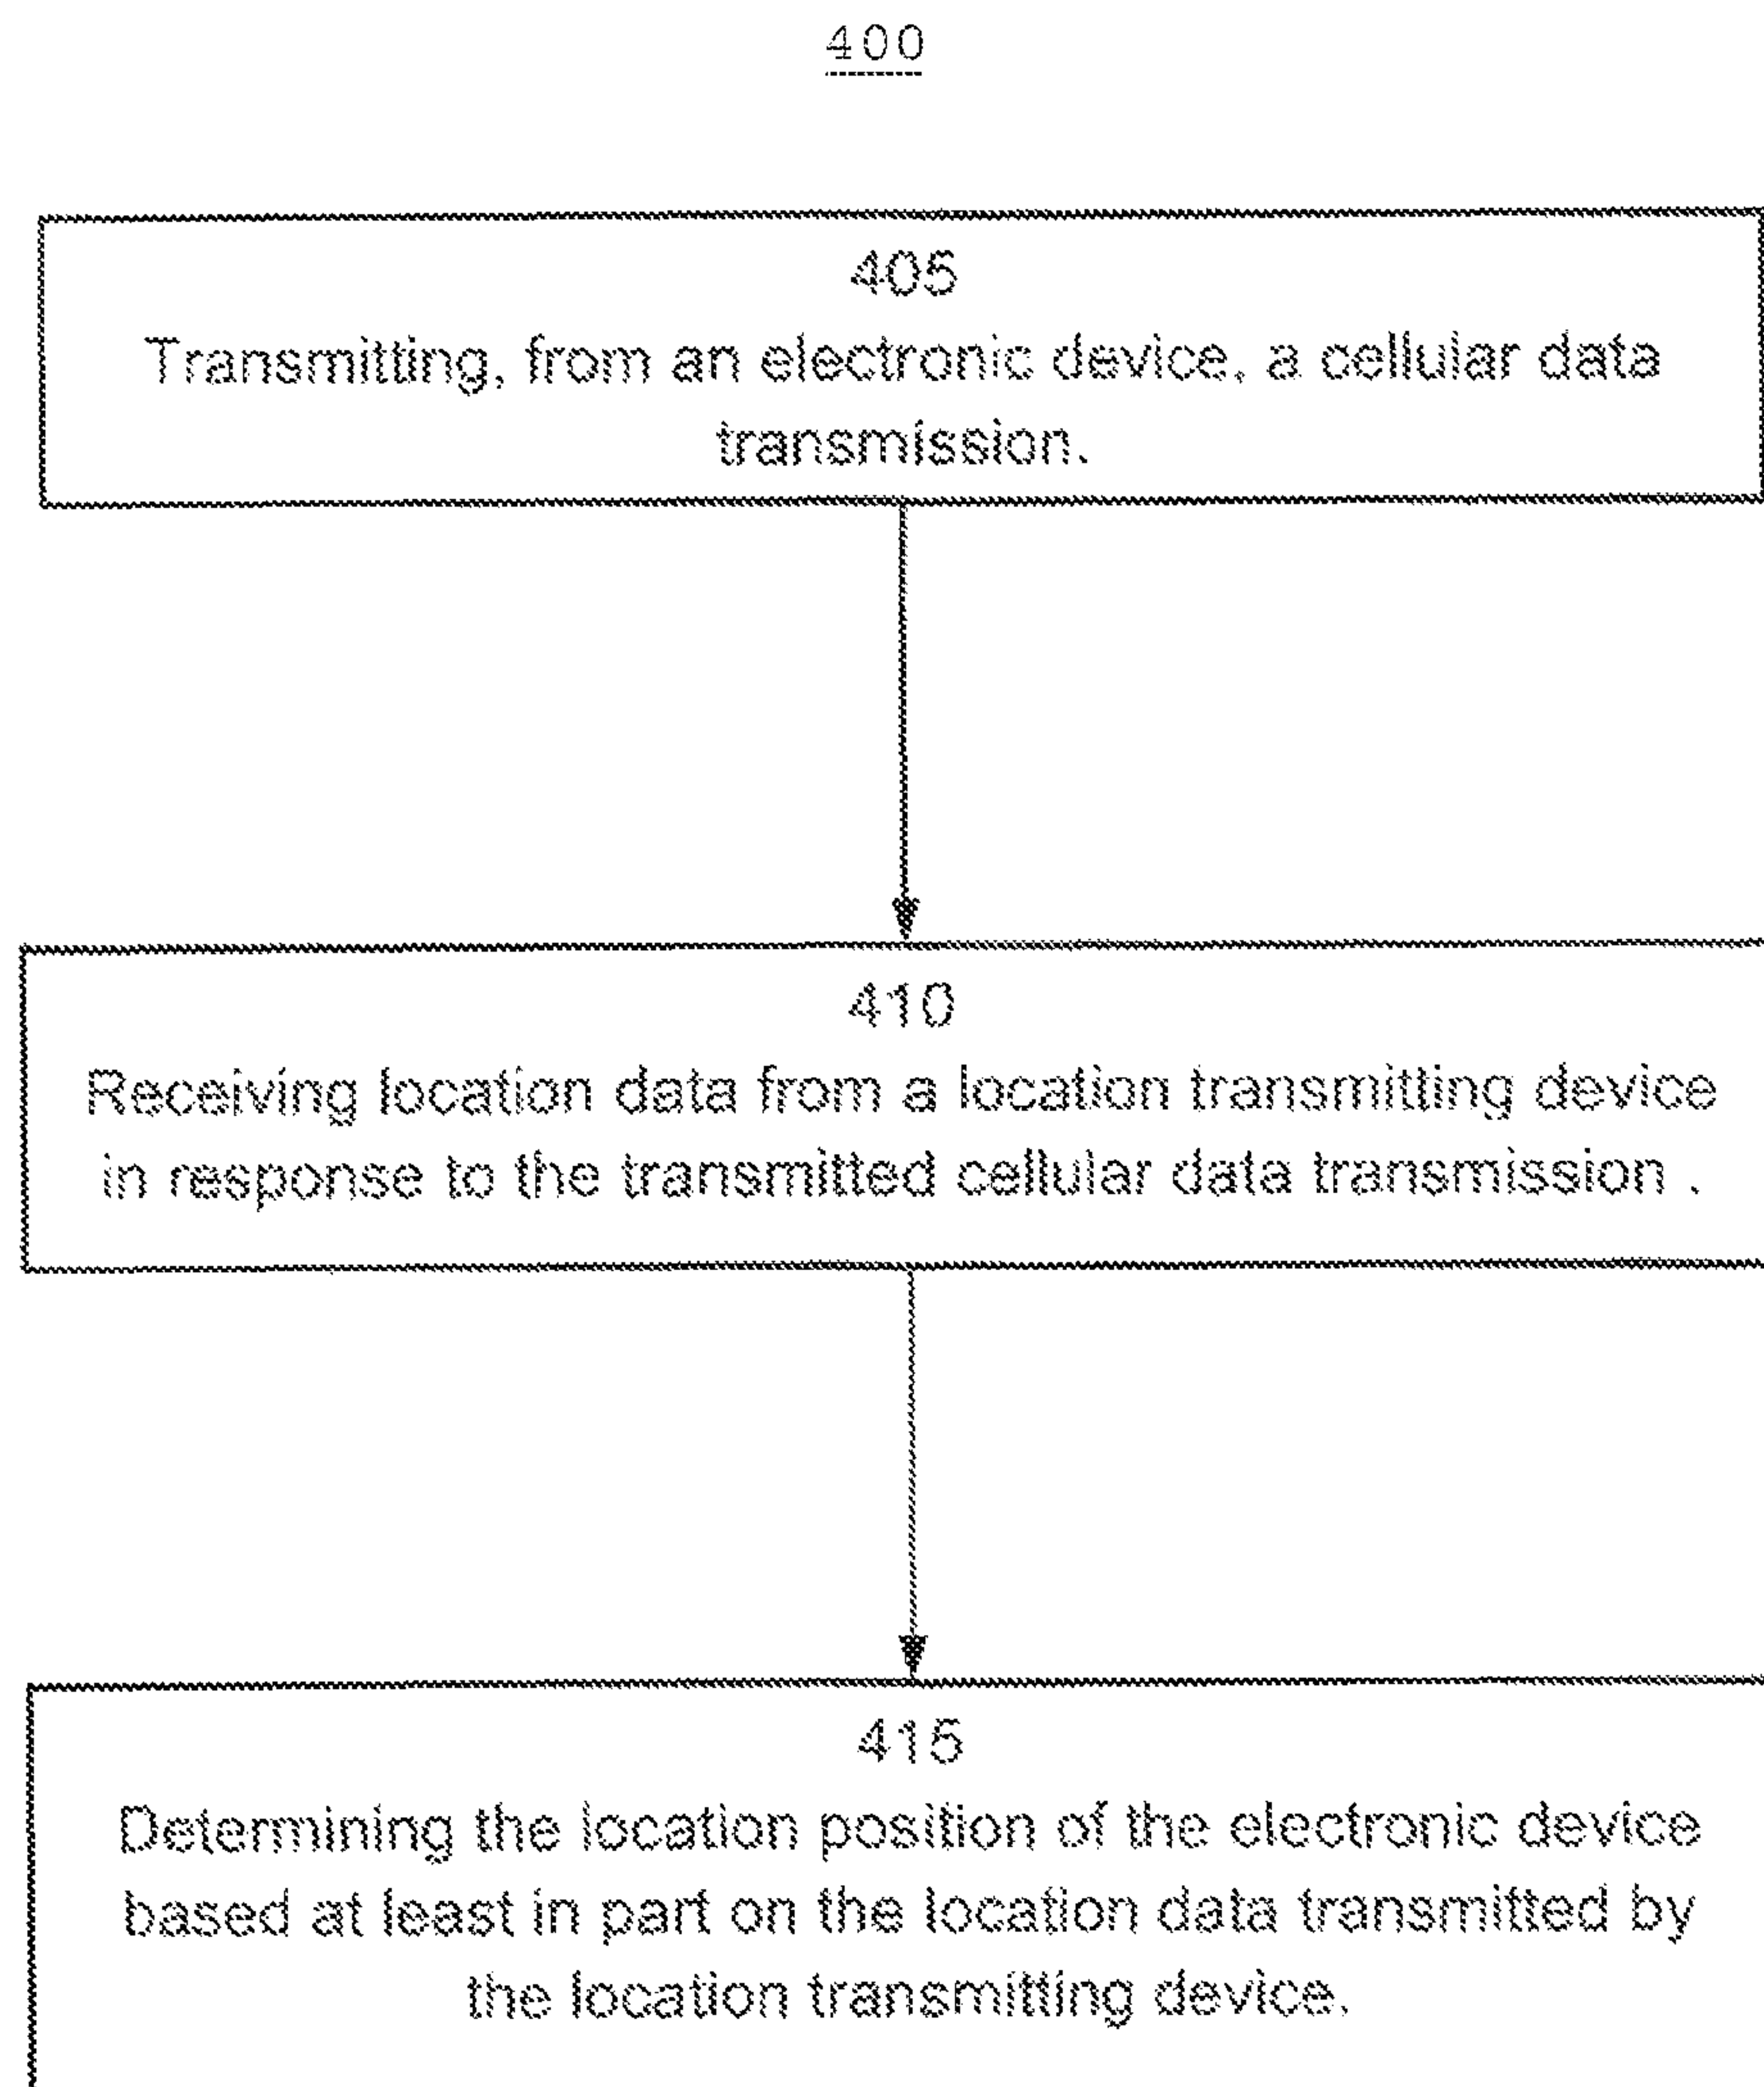 400
405
Transmitting, from an electronic device, a cellular data
transmission.
410
Receiving location data from a location transmitting device
in response to the transmitted cellular data transmission .
415
Determining the location position of the electronic device
based at least in part on the location data transmitted by
the location transmitting device.